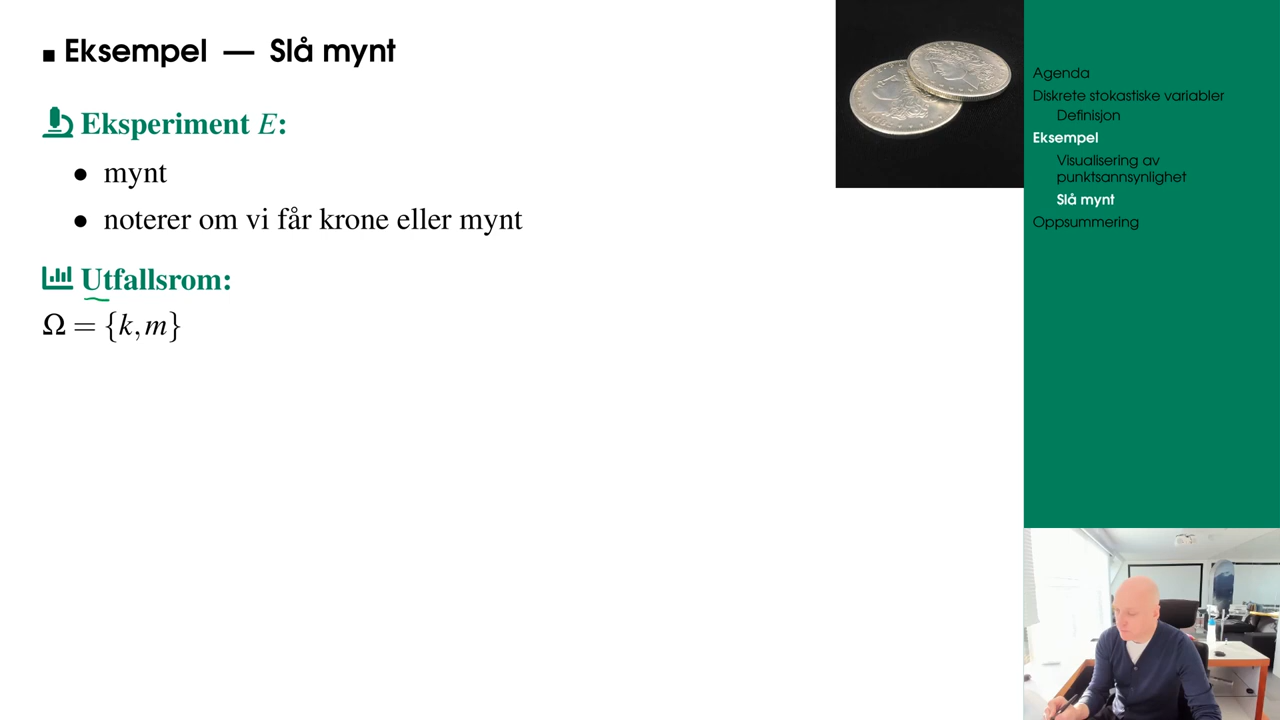 Eksempel — Slå mynt
Eksperiment E:
• mynt
• noterer om vi får krone eller mynt
Utfallsrom:
Ω = {k, m}
Agenda
Diskrete stokastiske variabler
Definisjon
Eksempel
Visualisering av
punktsannsynlighet
Slå mynt
Oppsummering